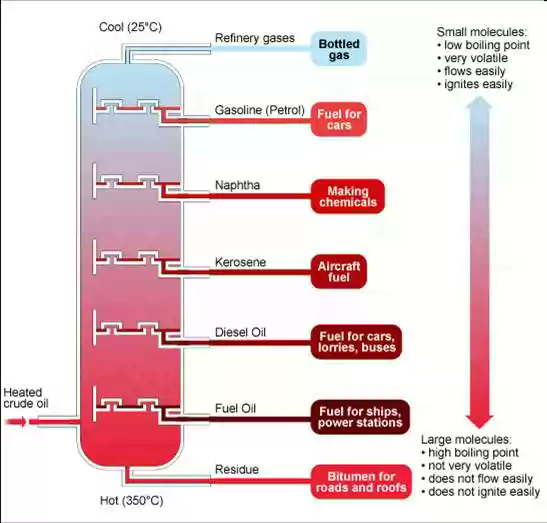 Cool (25°C)
Refinery gases
Bottled
gas
Small molecules:
• low boiling point
• very volatile
• flows easily
• ignites easily
Gasoline (Petrol)
Fuel for
cars
Naphtha
Making
chemicals
Kerosene
Aircraft
fuel
Diesel Oil
Fuel for cars,
lorries, buses
Heated
crude oil
Fuel Oil
Fuel for ships,
power stations
Large molecules:
• high boiling point
• not very volatile
• does not flow easily
• does not ignite easily
Residue
Bitumen for
roads and roofs
Hot (350°C)